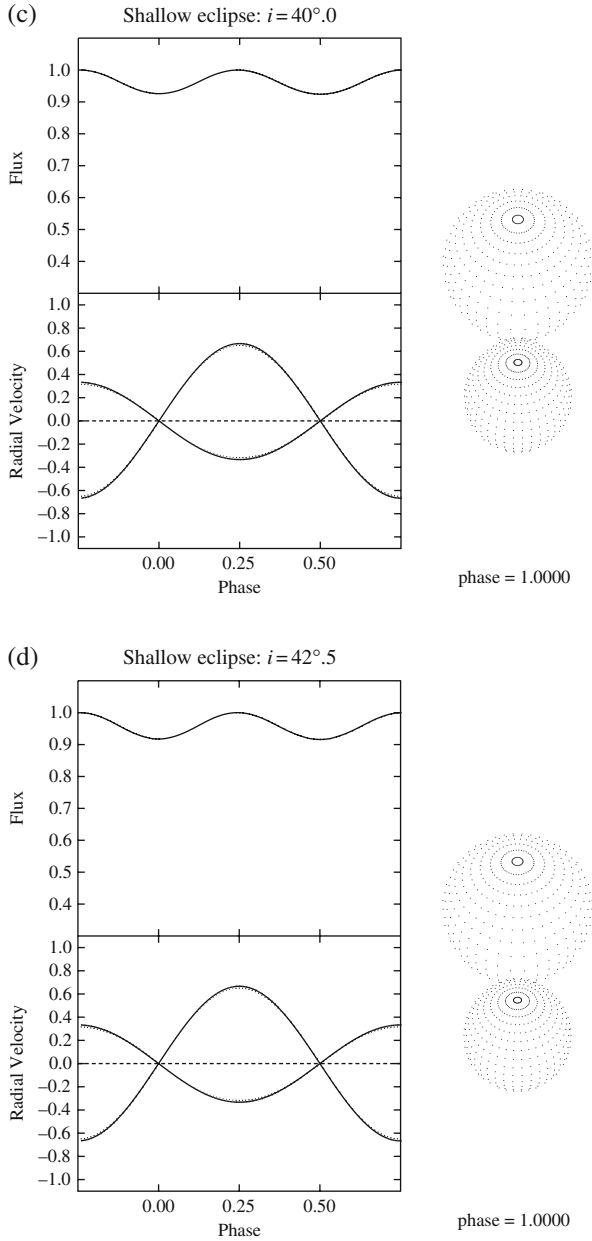 (c)
Shallow eclipse: i = 40°.0
1.0
0.9
0.8
0.7
0.6
0.5
0.4
Flux
1.0
0.8
0.6
0.4
0.2
0.0
−0.2
−0.4
−0.6
−0.8
−1.0
Radial Velocity
0.00 0.25 0.50
Phase
phase = 1.0000
(d)
Shallow eclipse: i = 42°.5
1.0
0.9
0.8
0.7
0.6
0.5
0.4
Flux
1.0
0.8
0.6
0.4
0.2
0.0
−0.2
−0.4
−0.6
−0.8
−1.0
Radial Velocity
0.00 0.25 0.50
Phase
phase = 1.0000